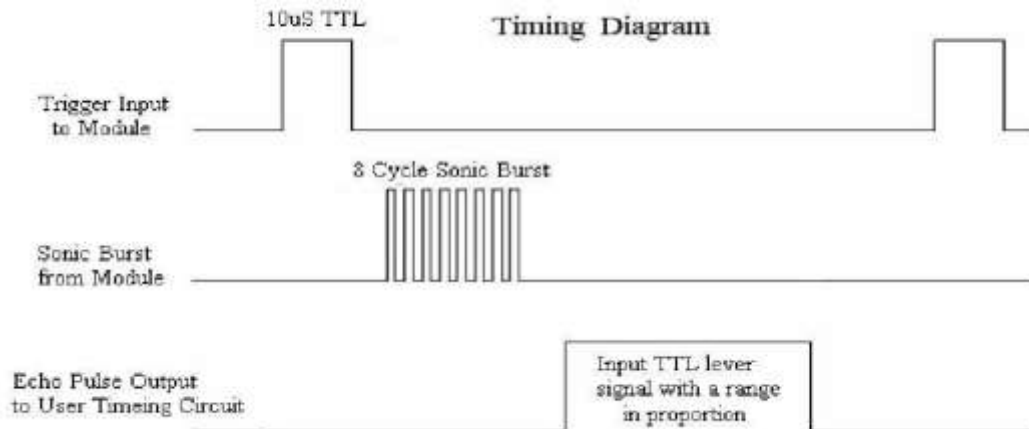 10uS TTL
Timing Diagram
Trigger Input
to Module
8 Cycle Sonic Burst
Sonic Burst
from Module
Echo Pulse Output
to User Timeing Circuit
Input TTL lever
signal with a range
in proportion